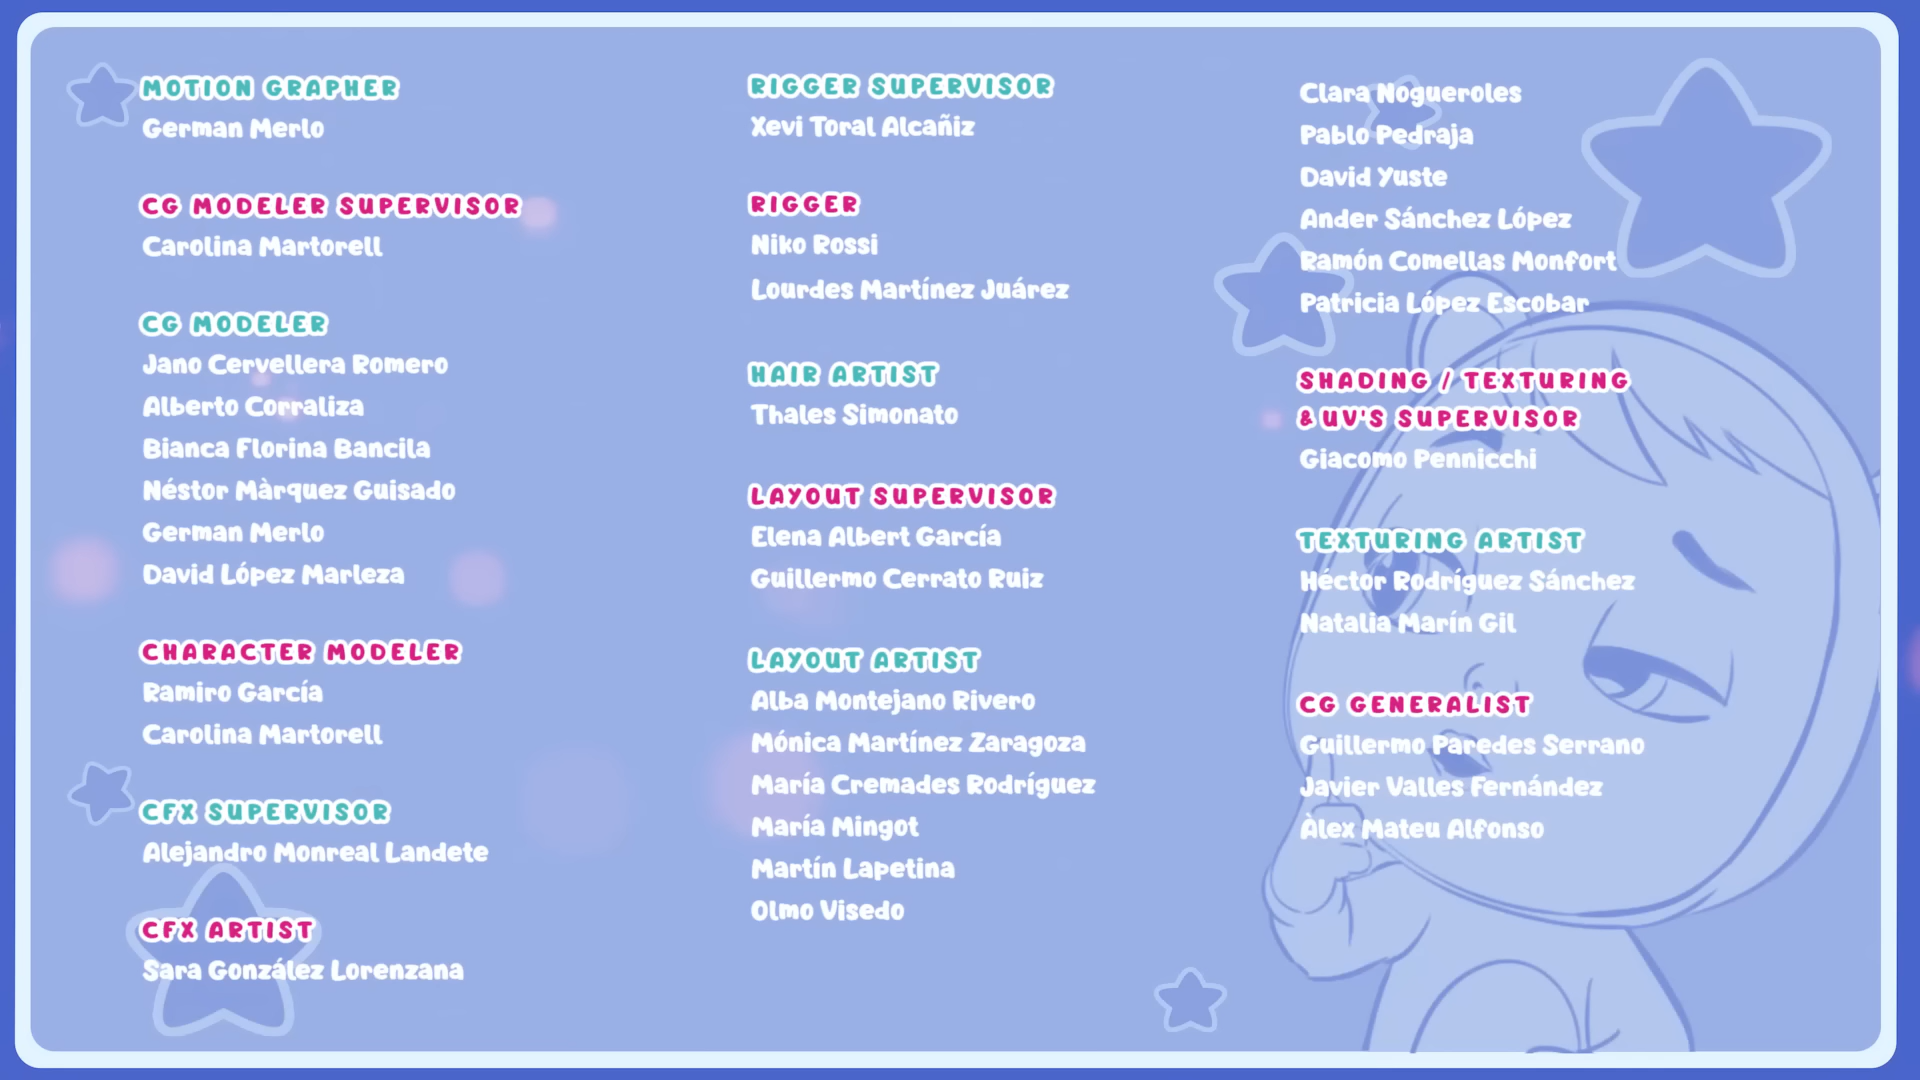 MOTION GRAPHER
German Merlo
CG MODELER SUPERVISOR
Carolina Martorell
CG MODELER
Jano Cervellera Romero
Alberto Corraliza
Bianca Florina Bancila
Néstor Màrquez Guisado
German Merlo
David López Marleza
CHARACTER MODELER
Ramiro García
Carolina Martorell
CFX SUPERVISOR
Alejandro Monreal Landete
CFX ARTIST
Sara González Lorenzana
RIGGER SUPERVISOR
Xevi Toral Alcañiz
RIGGER
Niko Rossi
Lourdes Martínez Juárez
HAIR ARTIST
Thales Simonato
LAYOUT SUPERVISOR
Elena Albert García
Guillermo Cerrato Ruiz
LAYOUT ARTIST
Alba Montejano Rivero
Mónica Martínez Zaragoza
María Cremades Rodríguez
María Mingot
Martín Lapetina
Olmo Visedo
Clara Nogueroles
Pablo Pedraja
David Yuste
Ander Sánchez López
Ramón Comellas Monfort
Patricia López Escobar
SHADING / TEXTURING
& UV'S SUPERVISOR
Giacomo Pennicchi
TEXTURING ARTIST
Héctor Rodríguez Sánchez
Natalia Marín Gil
CG GENERALIST
Guillermo Paredes Serrano
Javier Valles Fernández
Àlex Mateu Alfonso